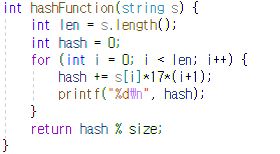 int hashFunction(string s) {
    int len = s.length();
    int hash = 0;
    for (int i = 0; i < len; i++) {
        hash += s[i]*17*(i+1);
        printf("%d₩n", hash);
    }
    return hash % size;
}